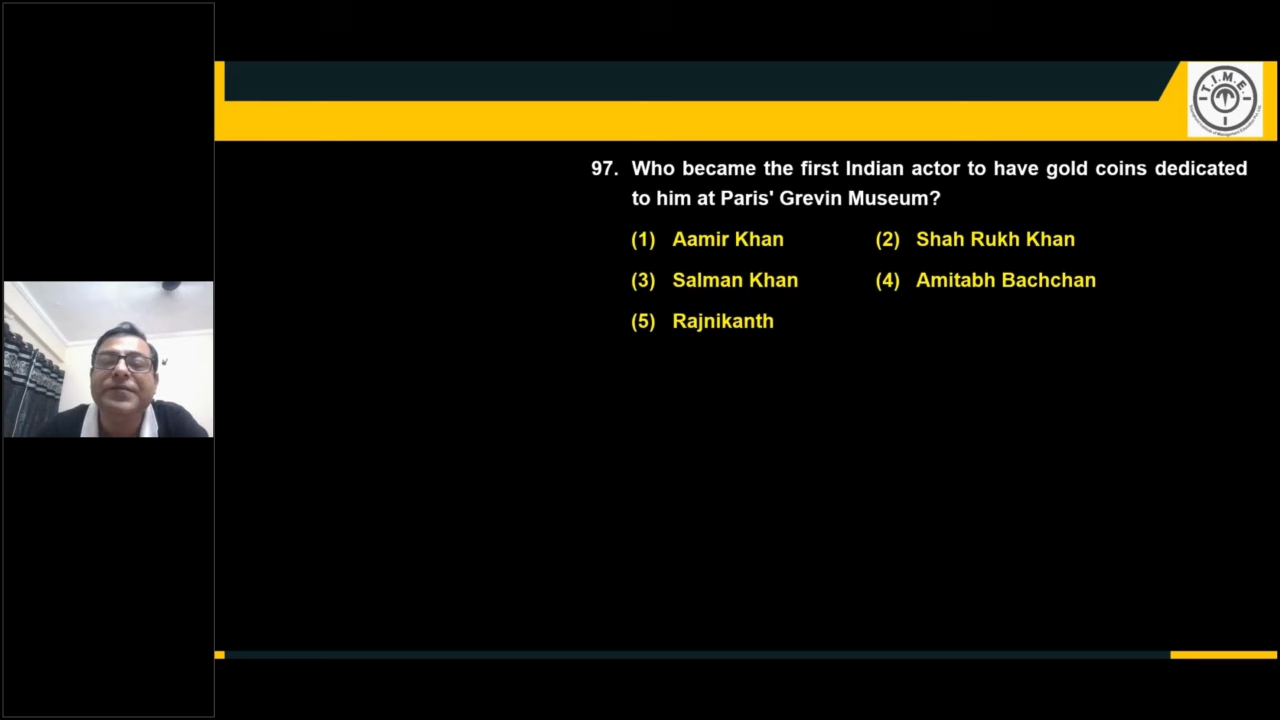 T.I.M.E.
97. Who became the first Indian actor to have gold coins dedicated
to him at Paris' Grevin Museum?
(1) Aamir Khan (2) Shah Rukh Khan
(3) Salman Khan (4) Amitabh Bachchan
(5) Rajnikanth